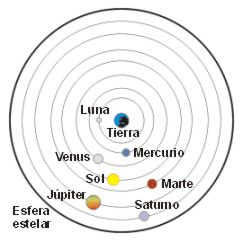 Luna
Tierra
Mercurio
Venus
Sol
Marte
Júpiter
Saturno
Esfera
estelar